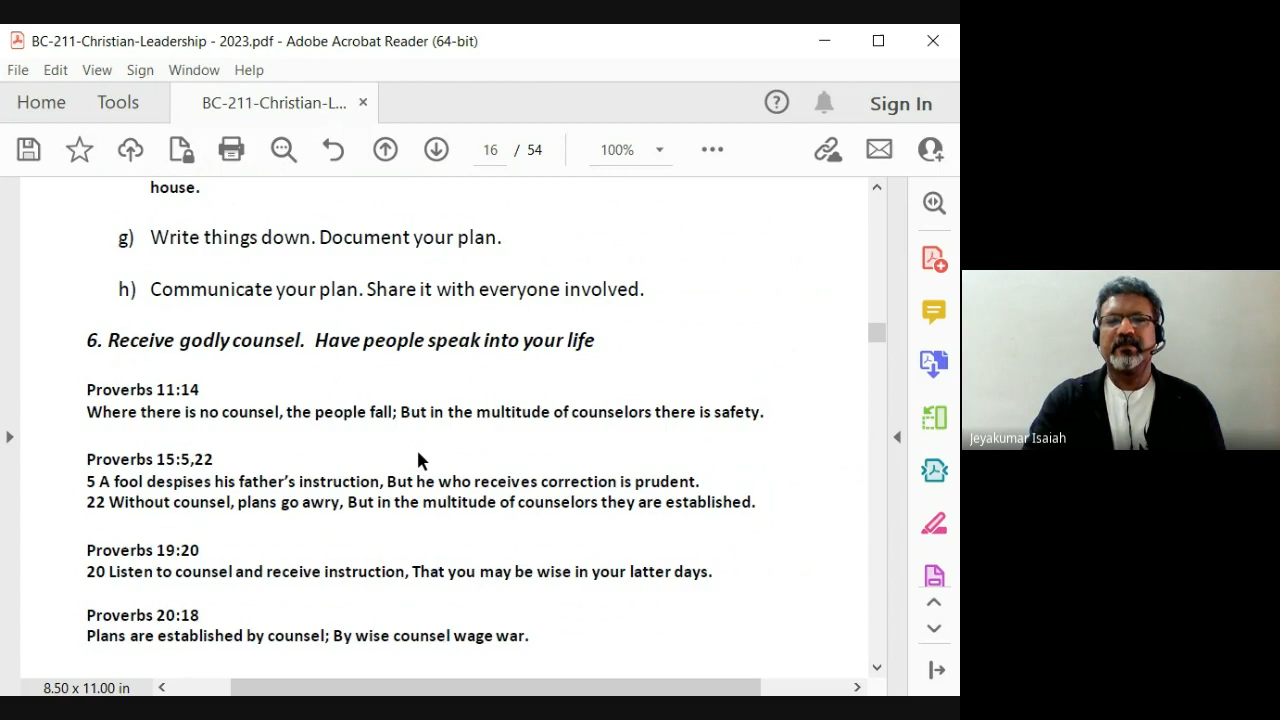 BC-211-Christian-Leadership - 2023.pdf - Adobe Acrobat Reader (64-bit)
File Edit View Sign Window Help
Home Tools BC-211-Christian-L... × Sign In
16 / 54 100%
house.
g) Write things down. Document your plan.
h) Communicate your plan. Share it with everyone involved.
6. Receive godly counsel. Have people speak into your life
Proverbs 11:14
Where there is no counsel, the people fall; But in the multitude of counselors there is safety.
Proverbs 15:5,22
5 A fool despises his father’s instruction, But he who receives correction is prudent.
22 Without counsel, plans go awry, But in the multitude of counselors they are established.
Proverbs 19:20
20 Listen to counsel and receive instruction, That you may be wise in your latter days.
Proverbs 20:18
Plans are established by counsel; By wise counsel wage war.
8.50 x 11.00 in
Jeyakumar Isaiah